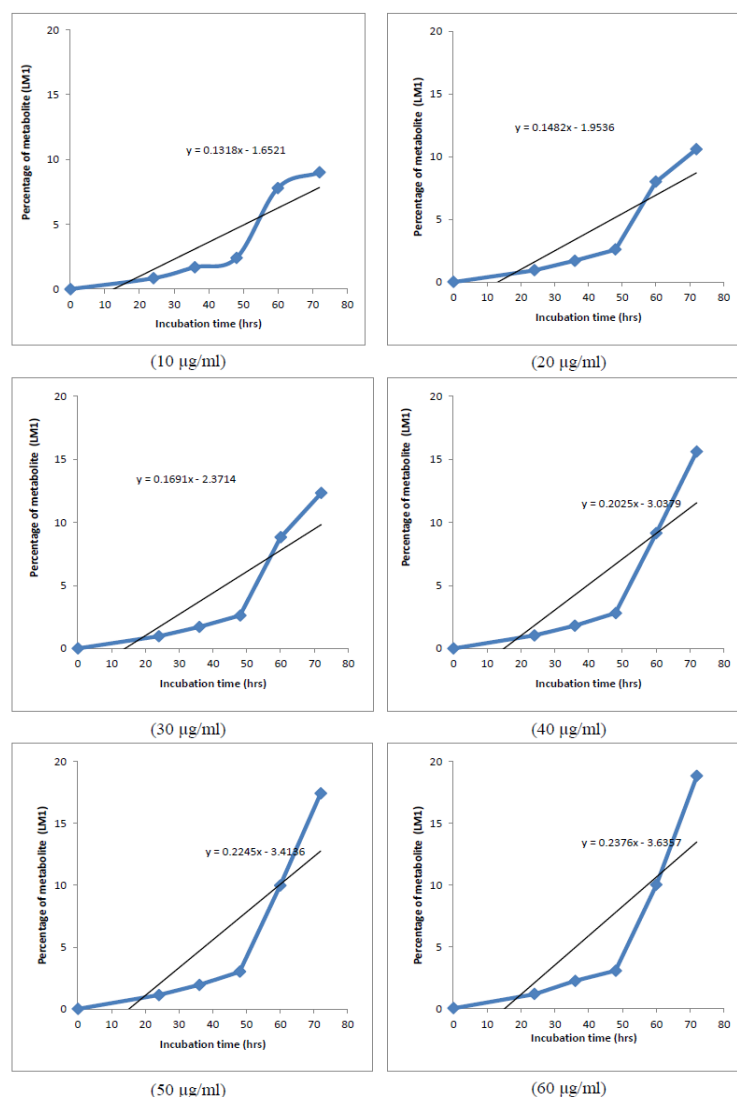 20
15
10
5
0
Percentage of metabolite (LM1)
y = 0.1318x - 1.6521
0 10 20 30 40 50 60 70 80
Incubation time (hrs)
(10 µg/ml)
20
15
10
5
0
Percentage of metabolite (LM1)
y = 0.1482x - 1.9536
0 10 20 30 40 50 60 70 80
Incubation time (hrs)
(20 µg/ml)
20
15
10
5
0
Percentage of metabolite (LM1)
y = 0.1691x - 2.3714
0 10 20 30 40 50 60 70 80
Incubation time (hrs)
(30 µg/ml)
20
15
10
5
0
Percentage of metabolite (LM1)
y = 0.2025x - 3.0379
0 10 20 30 40 50 60 70 80
Incubation time (hrs)
(40 µg/ml)
20
15
10
5
0
Percentage of metabolite (LM1)
y = 0.2245x - 3.4136
0 10 20 30 40 50 60 70 80
Incubation time (hrs)
(50 µg/ml)
20
15
10
5
0
Percentage of metabolite (LM1)
y = 0.2376x - 3.6357
0 10 20 30 40 50 60 70 80
Incubation time (hrs)
(60 µg/ml)